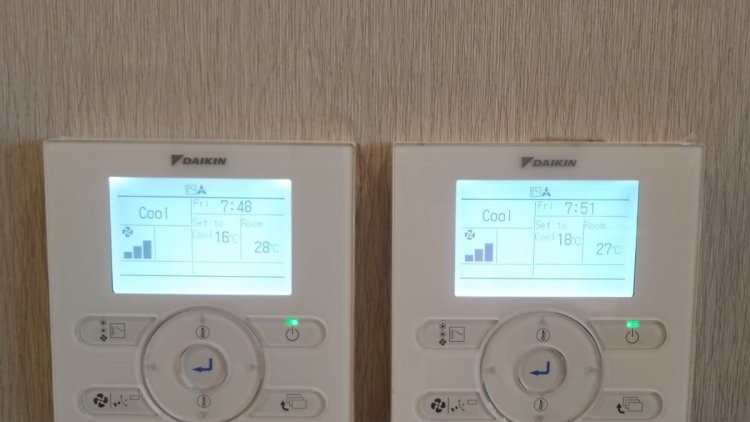 DAIKIN
Fri 7:48
Cool
Set to Room
Cool 16°C
28°C
DAIKIN
Fri 7:51
Cool
Set to Room
Cool 18°C
27°C